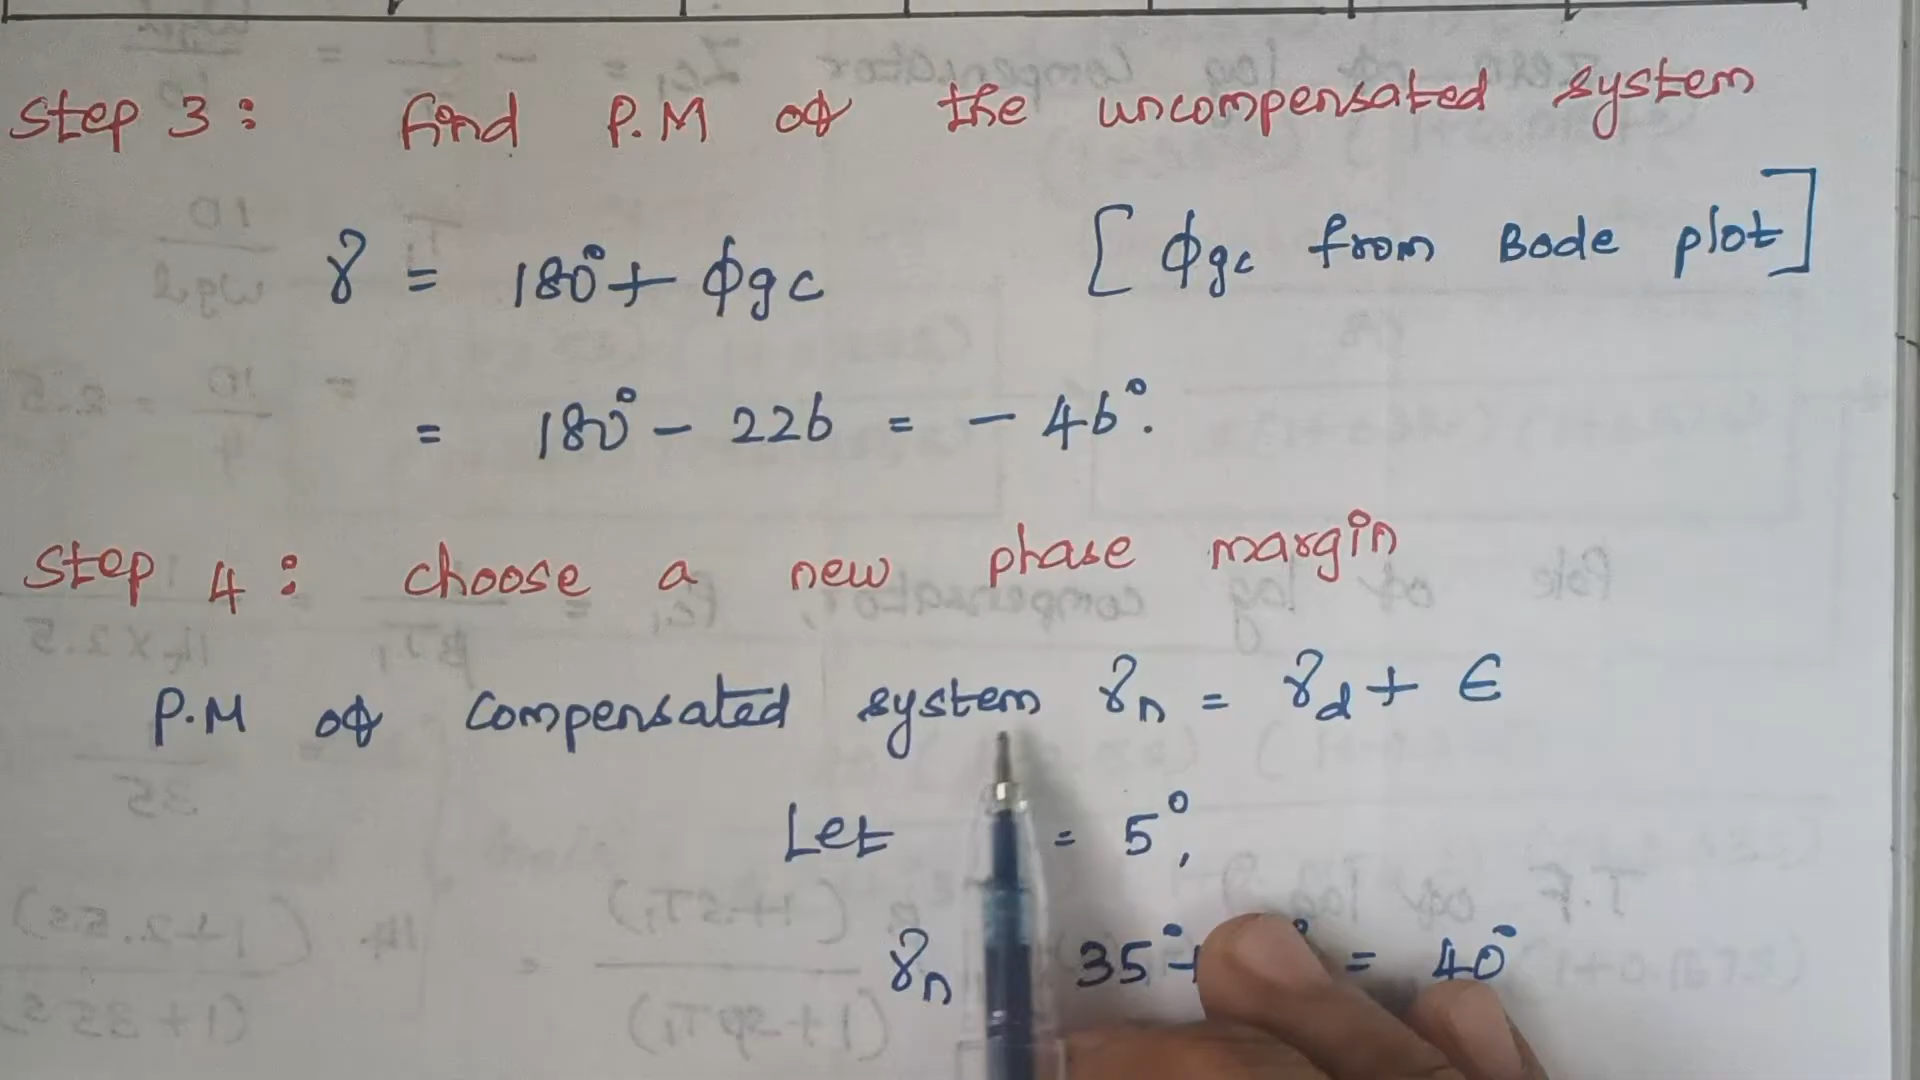 Step 3: find P.M of the uncompensated system
γ = 180° + ϕgc [ϕgc from Bode plot]
= 180° - 226 = - 46°.
Step 4: choose a new phase margin
P.M of compensated system γn = γd + ϵ
Let = 5°,
γn 35° + ° = 40°